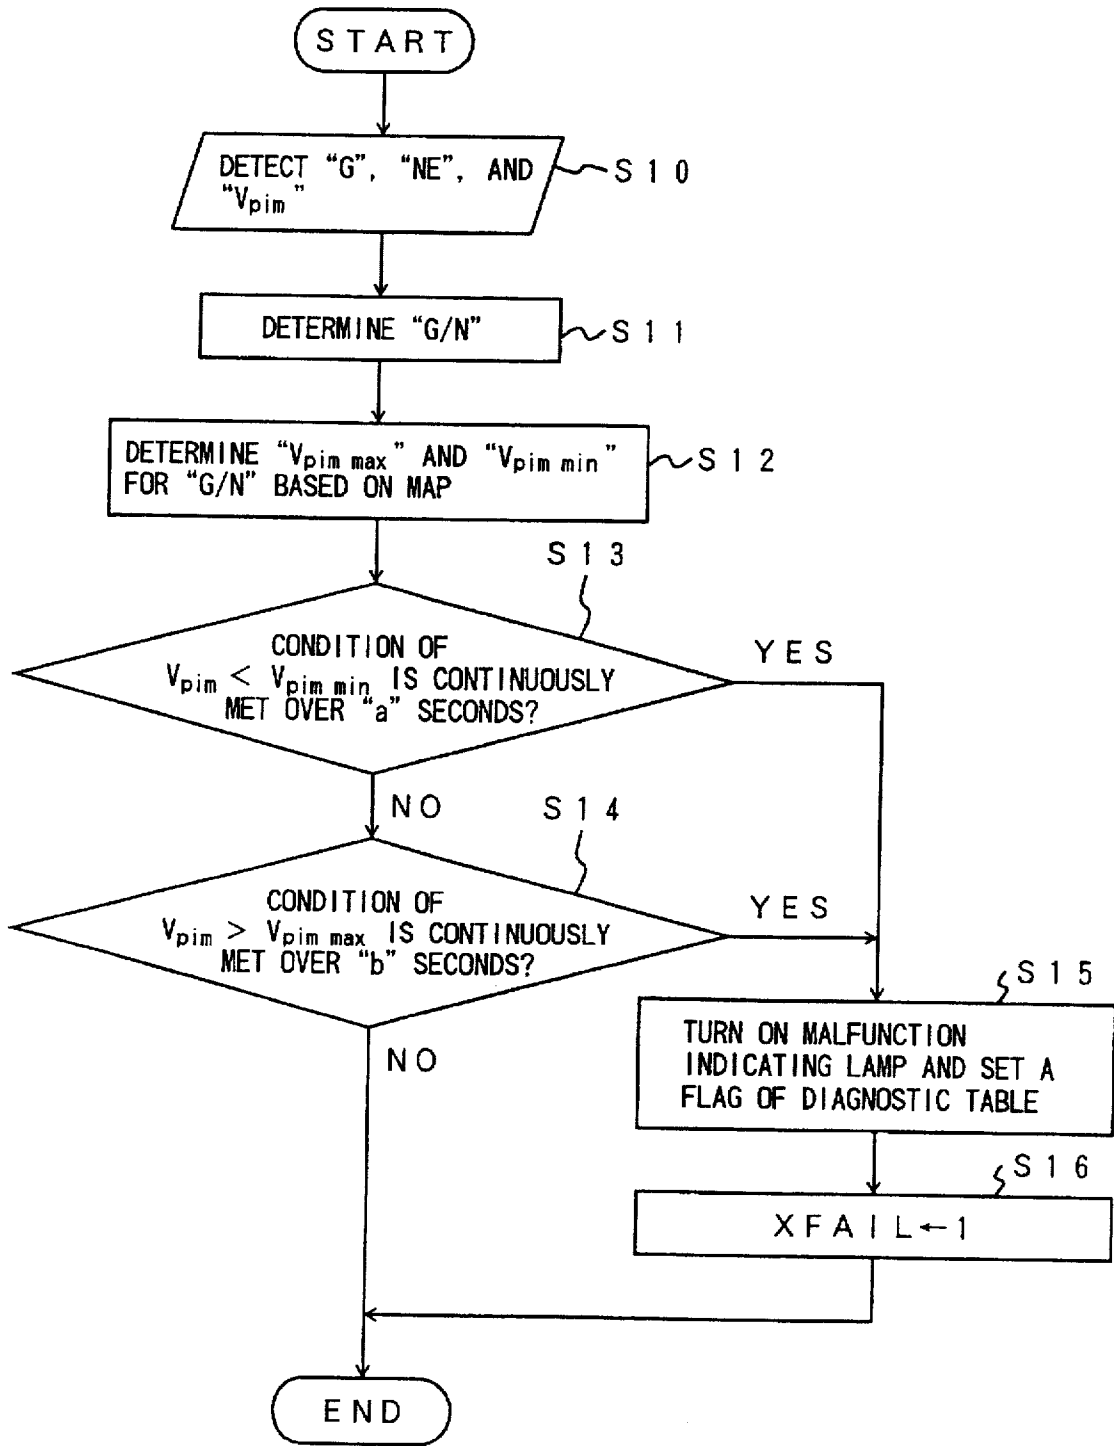 START
DETECT “G”, “NE”, AND
“Vpim”
S10
DETERMINE “G/N”
S11
DETERMINE “Vpim max” AND “Vpim min”
FOR “G/N” BASED ON MAP
S12
S13
CONDITION OF
Vpim < Vpim min IS CONTINUOUSLY
MET OVER “a” SECONDS?
YES
NO
S14
CONDITION OF
Vpim > Vpim max IS CONTINUOUSLY
MET OVER “b” SECONDS?
YES
NO
S15
TURN ON MALFUNCTION
INDICATING LAMP AND SET A
FLAG OF DIAGNOSTIC TABLE
S16
XFAIL←1
END